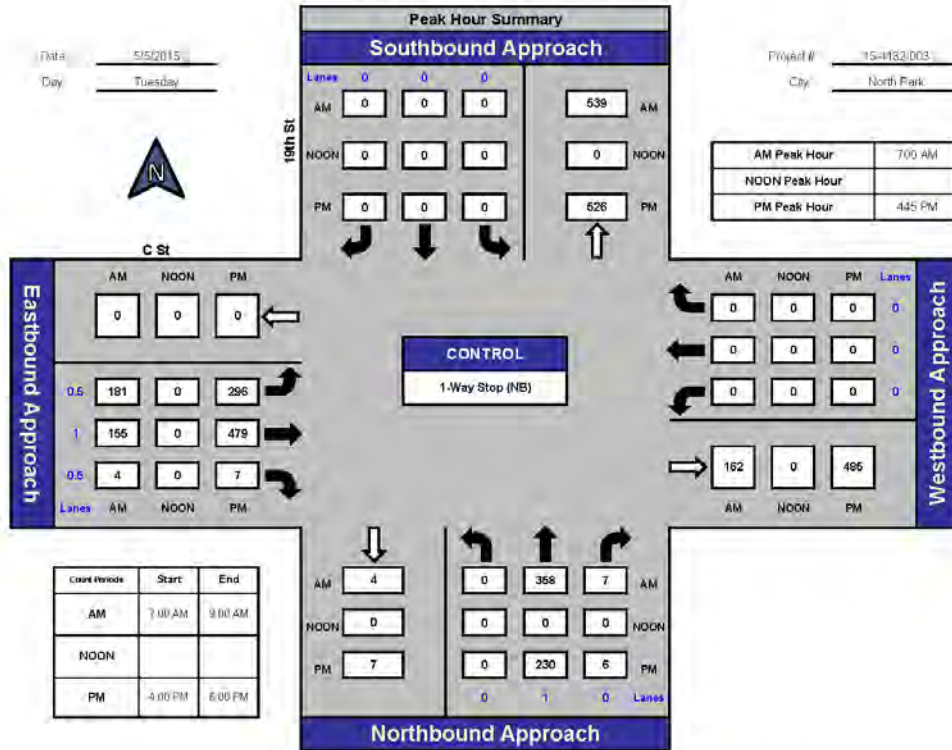 Peak Hour Summary
Southbound Approach
Date 5/5/2015
Day Tuesday
Project # 15-4182-003
City North Park
Lanes 0 0 0
AM 0 0 0 539 AM
NOON 0 0 0 0 NOON
PM 0 0 0 526 PM
19th St
N
AM Peak Hour 700 AM
NOON Peak Hour
PM Peak Hour 445 PM
C St
Eastbound Approach
AM NOON PM
0 0 0
0.5 181 0 296
1 155 0 479
0.5 4 0 7
Lanes AM NOON PM
CONTROL
1-Way Stop (NB)
AM NOON PM Lanes
0 0 0 0
0 0 0 0
0 0 0 0
162 0 485
AM NOON PM
Westbound Approach
Count Periods Start End
AM 7:00 AM 9:00 AM
NOON
PM 4:00 PM 6:00 PM
AM 4 0 358 7 AM
NOON 0 0 0 0 NOON
PM 7 0 230 6 PM
0 1 0 Lanes
Northbound Approach